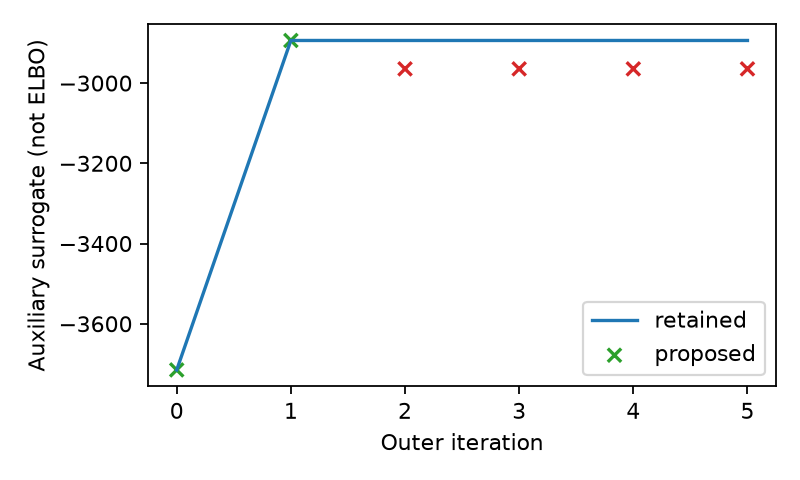 Auxiliary surrogate (not ELBO)
−3000
−3200
−3400
−3600
retained
proposed
0 1 2 3 4 5
Outer iteration